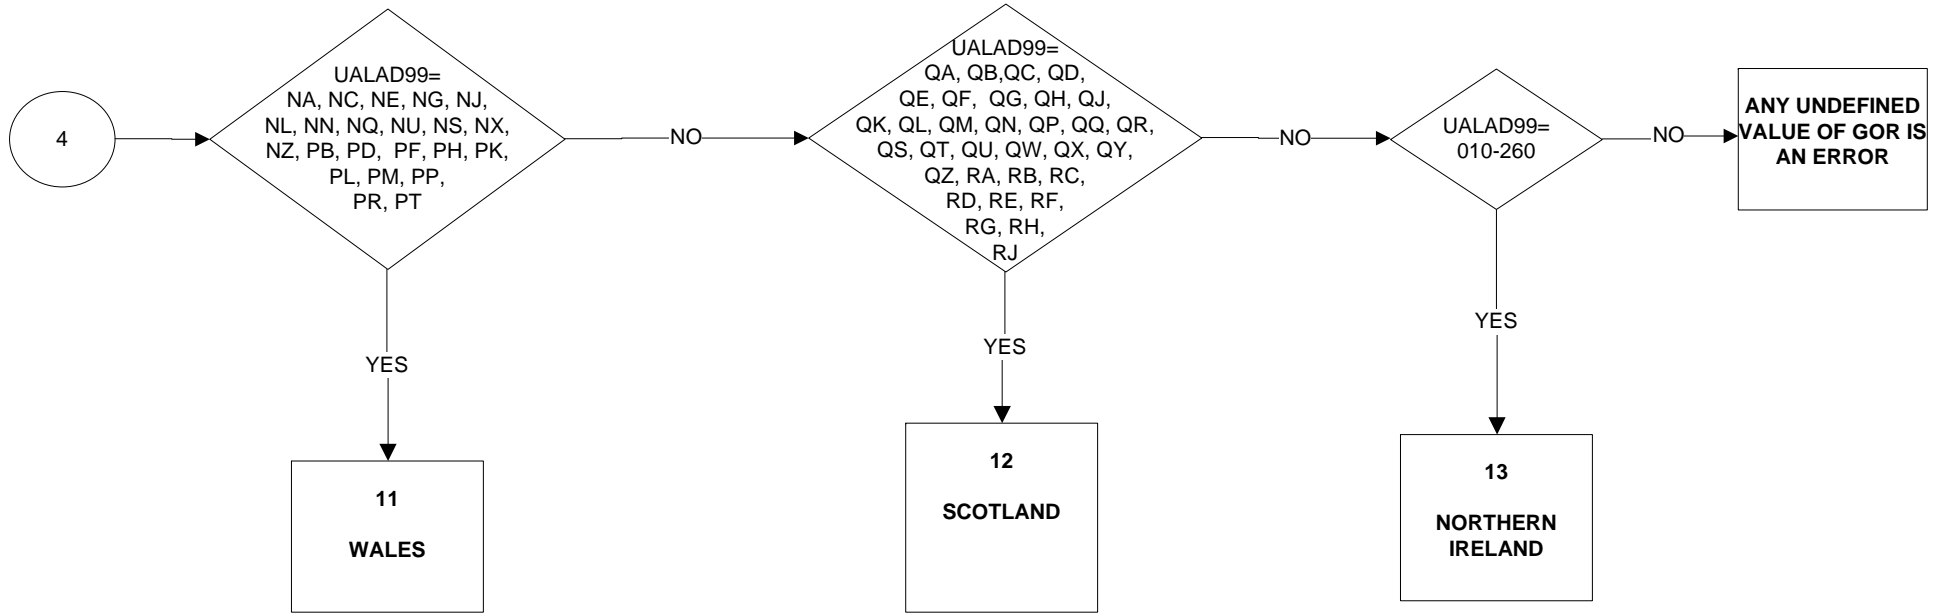 4
UALAD99=
NA, NC, NE, NG, NJ,
NL, NN, NQ, NU, NS, NX,
NZ, PB, PD, PF, PH, PK,
PL, PM, PP,
PR, PT
NO
YES
11
WALES
UALAD99=
QA, QB,QC, QD,
QE, QF, QG, QH, QJ,
QK, QL, QM, QN, QP, QQ, QR,
QS, QT, QU, QW, QX, QY,
QZ, RA, RB, RC,
RD, RE, RF,
RG, RH,
RJ
NO
YES
12
SCOTLAND
UALAD99=
010-260
NO
YES
13
NORTHERN
IRELAND
ANY UNDEFINED
VALUE OF GOR IS
AN ERROR